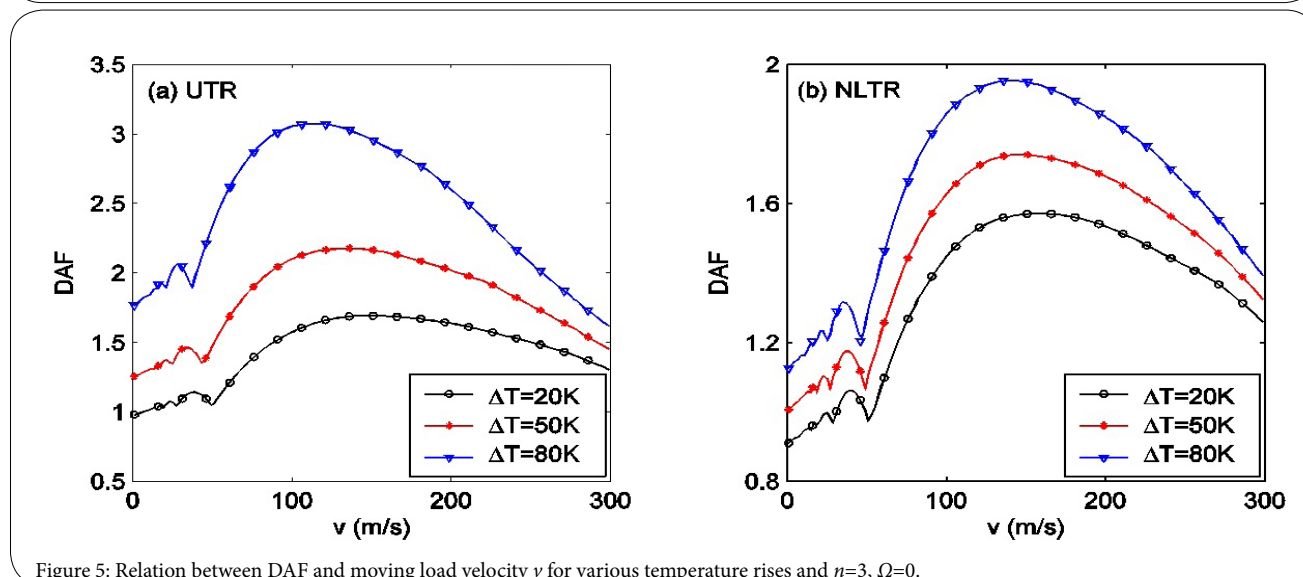 (a) UTR
3.5
3
2.5
2
1.5
1
0.5
DAF
0
100
200
300
v (m/s)
ΔT=20K
ΔT=50K
ΔT=80K
(b) NLTR
2
1.6
1.2
0.8
DAF
0
100
200
300
v (m/s)
ΔT=20K
ΔT=50K
ΔT=80K
Figure 5: Relation between DAF and moving load velocity v for various temperature rises and n=3, Ω=0.